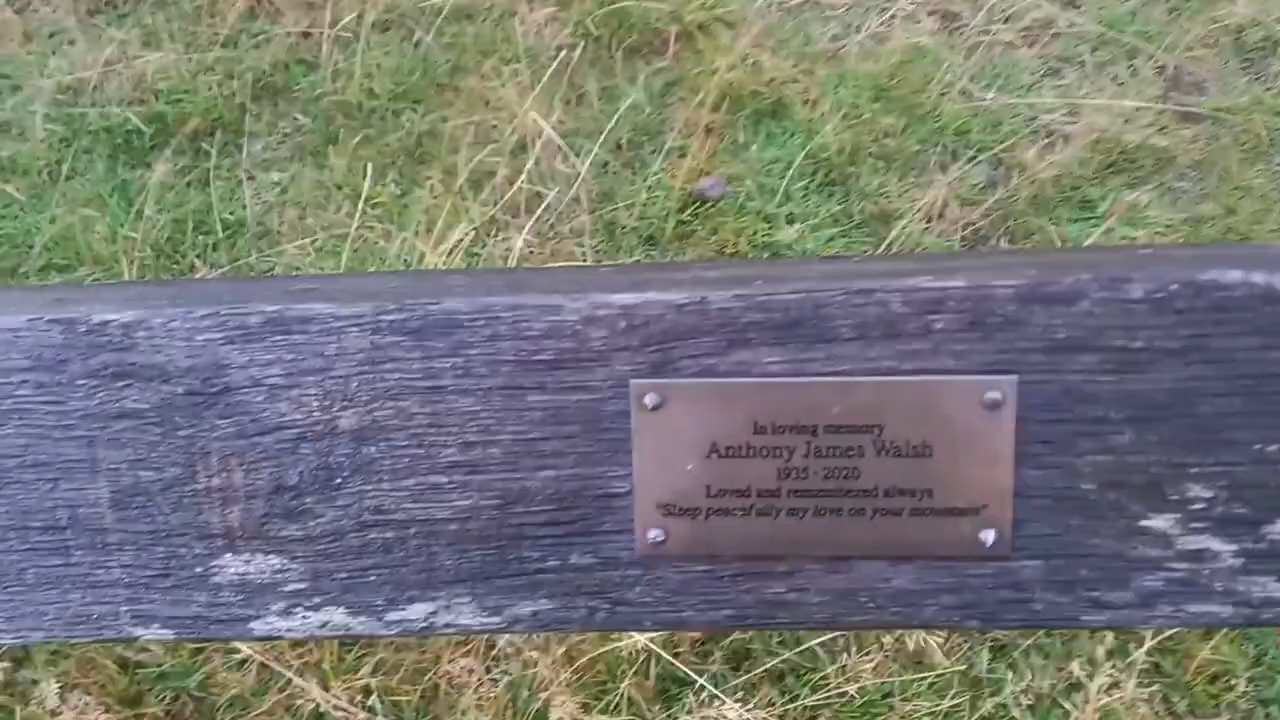 In loving memory
Anthony James Walsh
1935 - 2020
Loved and remembered always
"Sleep peacefully my love on your mountain"